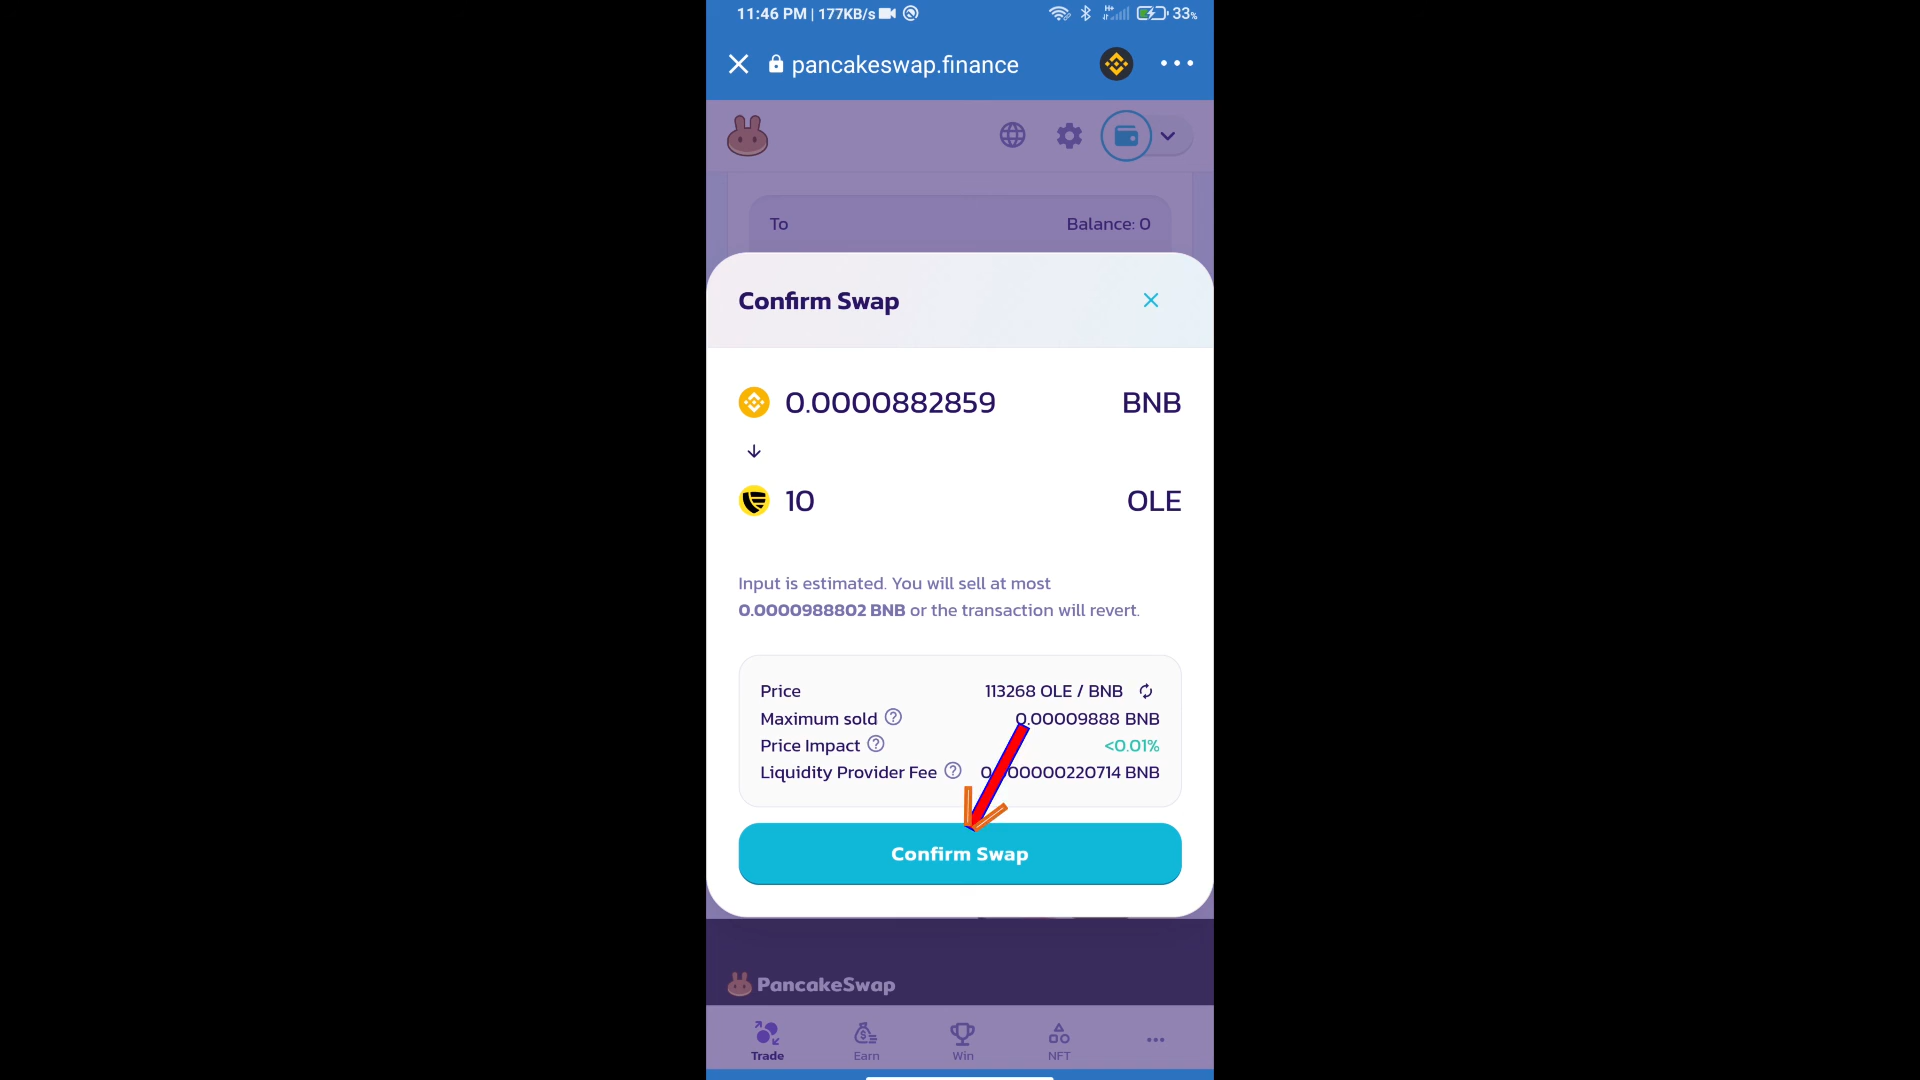 11:46 PM | 177KB/s H+ 33%
pancakeswap.finance
To Balance: 0
Confirm Swap
0.0000882859 BNB
10 OLE
Input is estimated. You will sell at most
0.0000988802 BNB or the transaction will revert.
Price 113268 OLE / BNB
Maximum sold 0.00009888 BNB
Price Impact <0.01%
Liquidity Provider Fee 0.000000220714 BNB
Confirm Swap
PancakeSwap
Trade Earn Win NFT